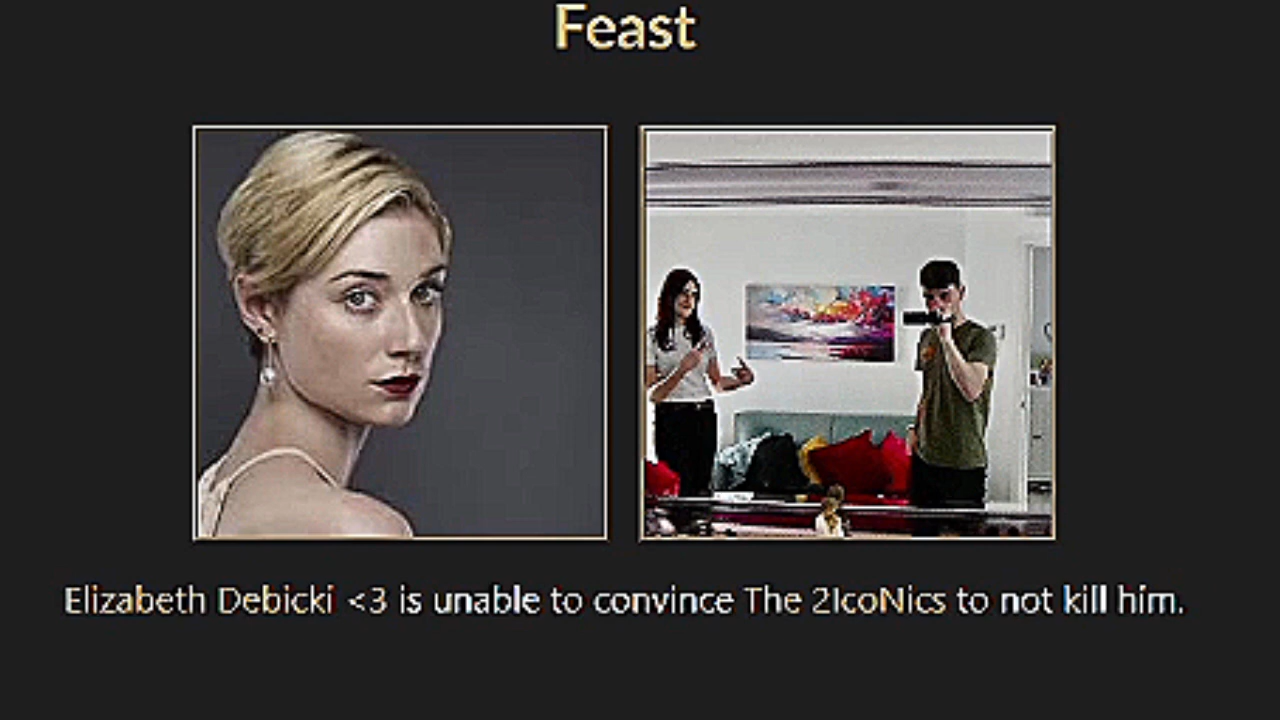 Feast
Elizabeth Debicki <3 is unable to convince The 2IcoNics to not kill him.